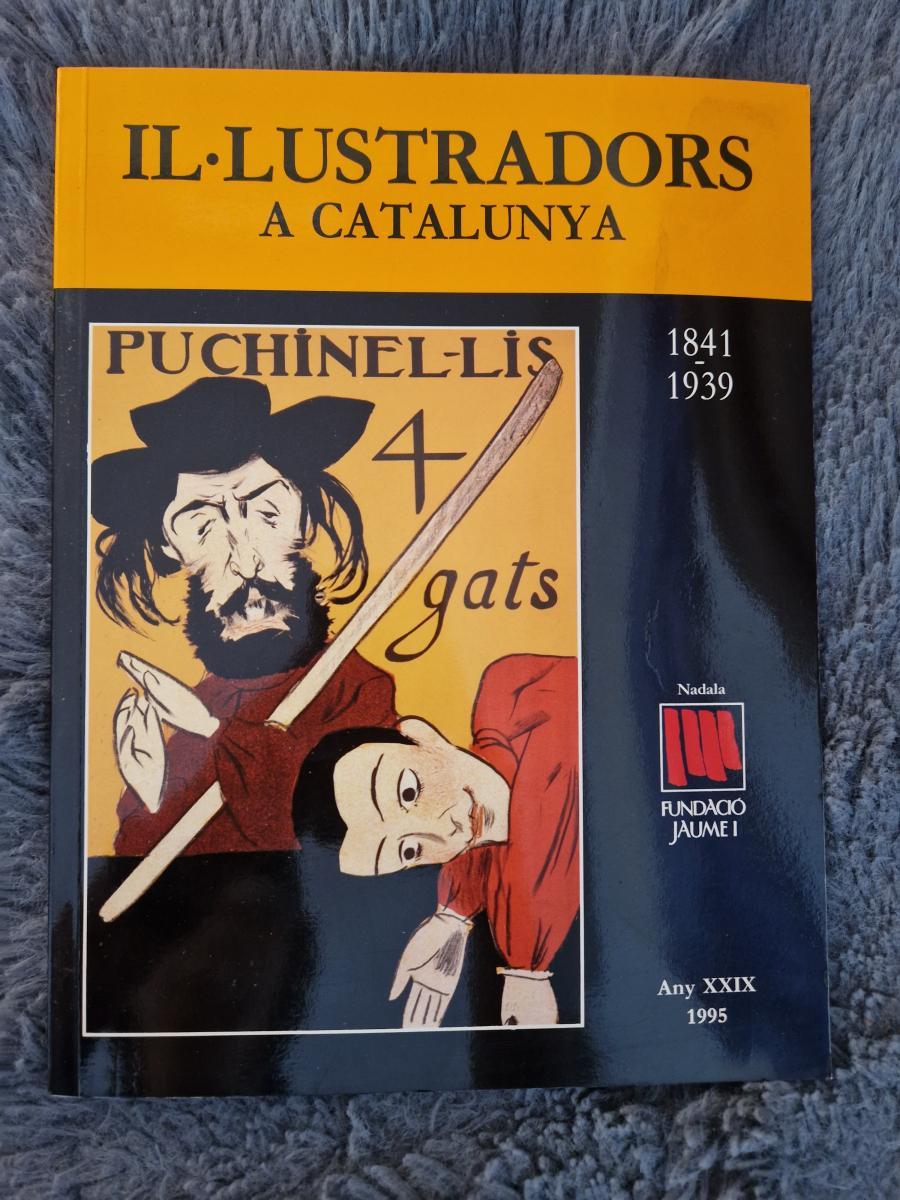 IL·LUSTRADORS
A CATALUNYA
PUCHINEL-LIS
4
gats
1841
-
1939
Nadala
FUNDACIÓ
JAUME I
Any XXIX
1995